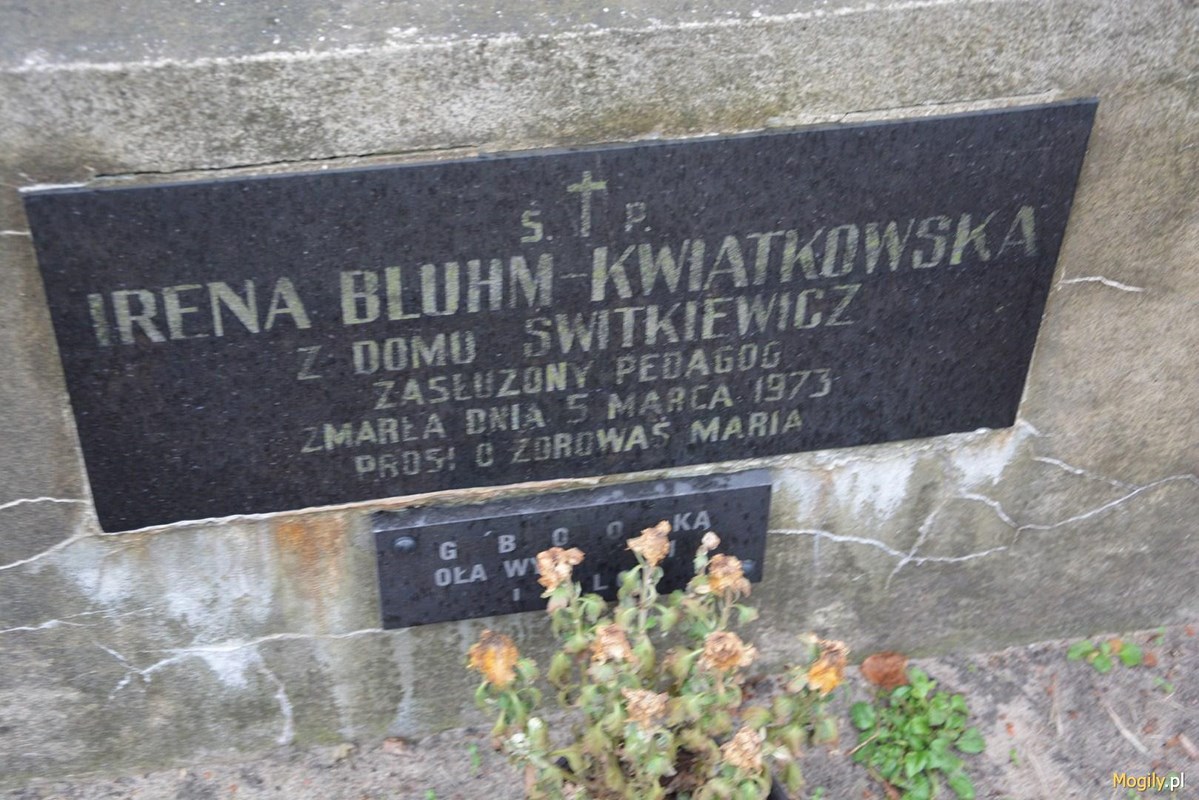 Ś. P.
IRENA BLUHM-KWIATKOWSKA
Z DOMU ŚWITKIEWICZ
ZASŁUŻONY PEDAGOG
ZMARŁA DNIA 5 MARCA 1973
PROSI O ZDROWAŚ MARIA
Mogily.pl